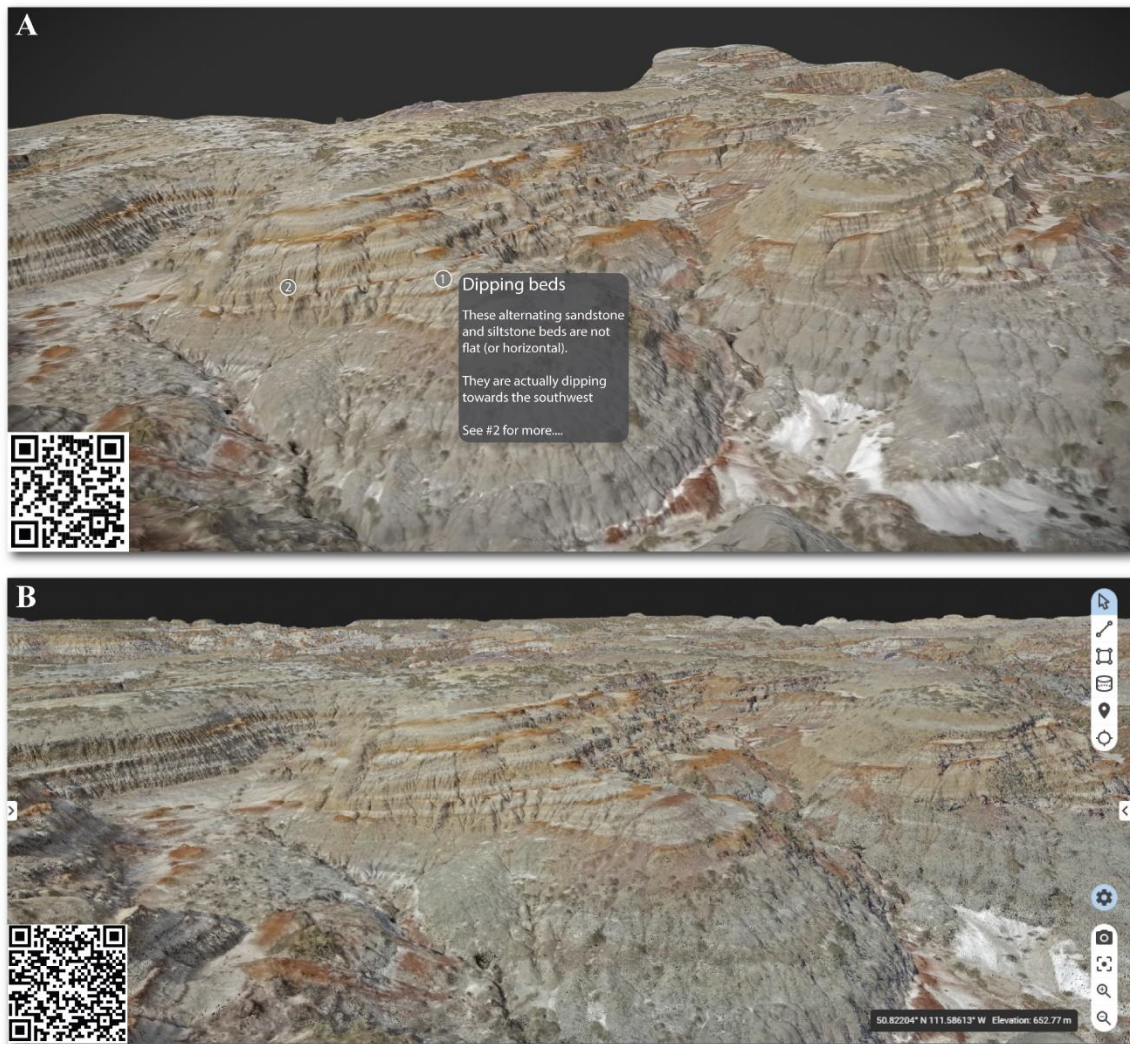 A
2
1
Dipping beds
These alternating sandstone
and siltstone beds are not
flat (or horizontal).
They are actually dipping
towards the southwest
See #2 for more....
B
50.82204° N 111.58613° W Elevation: 652.77 m